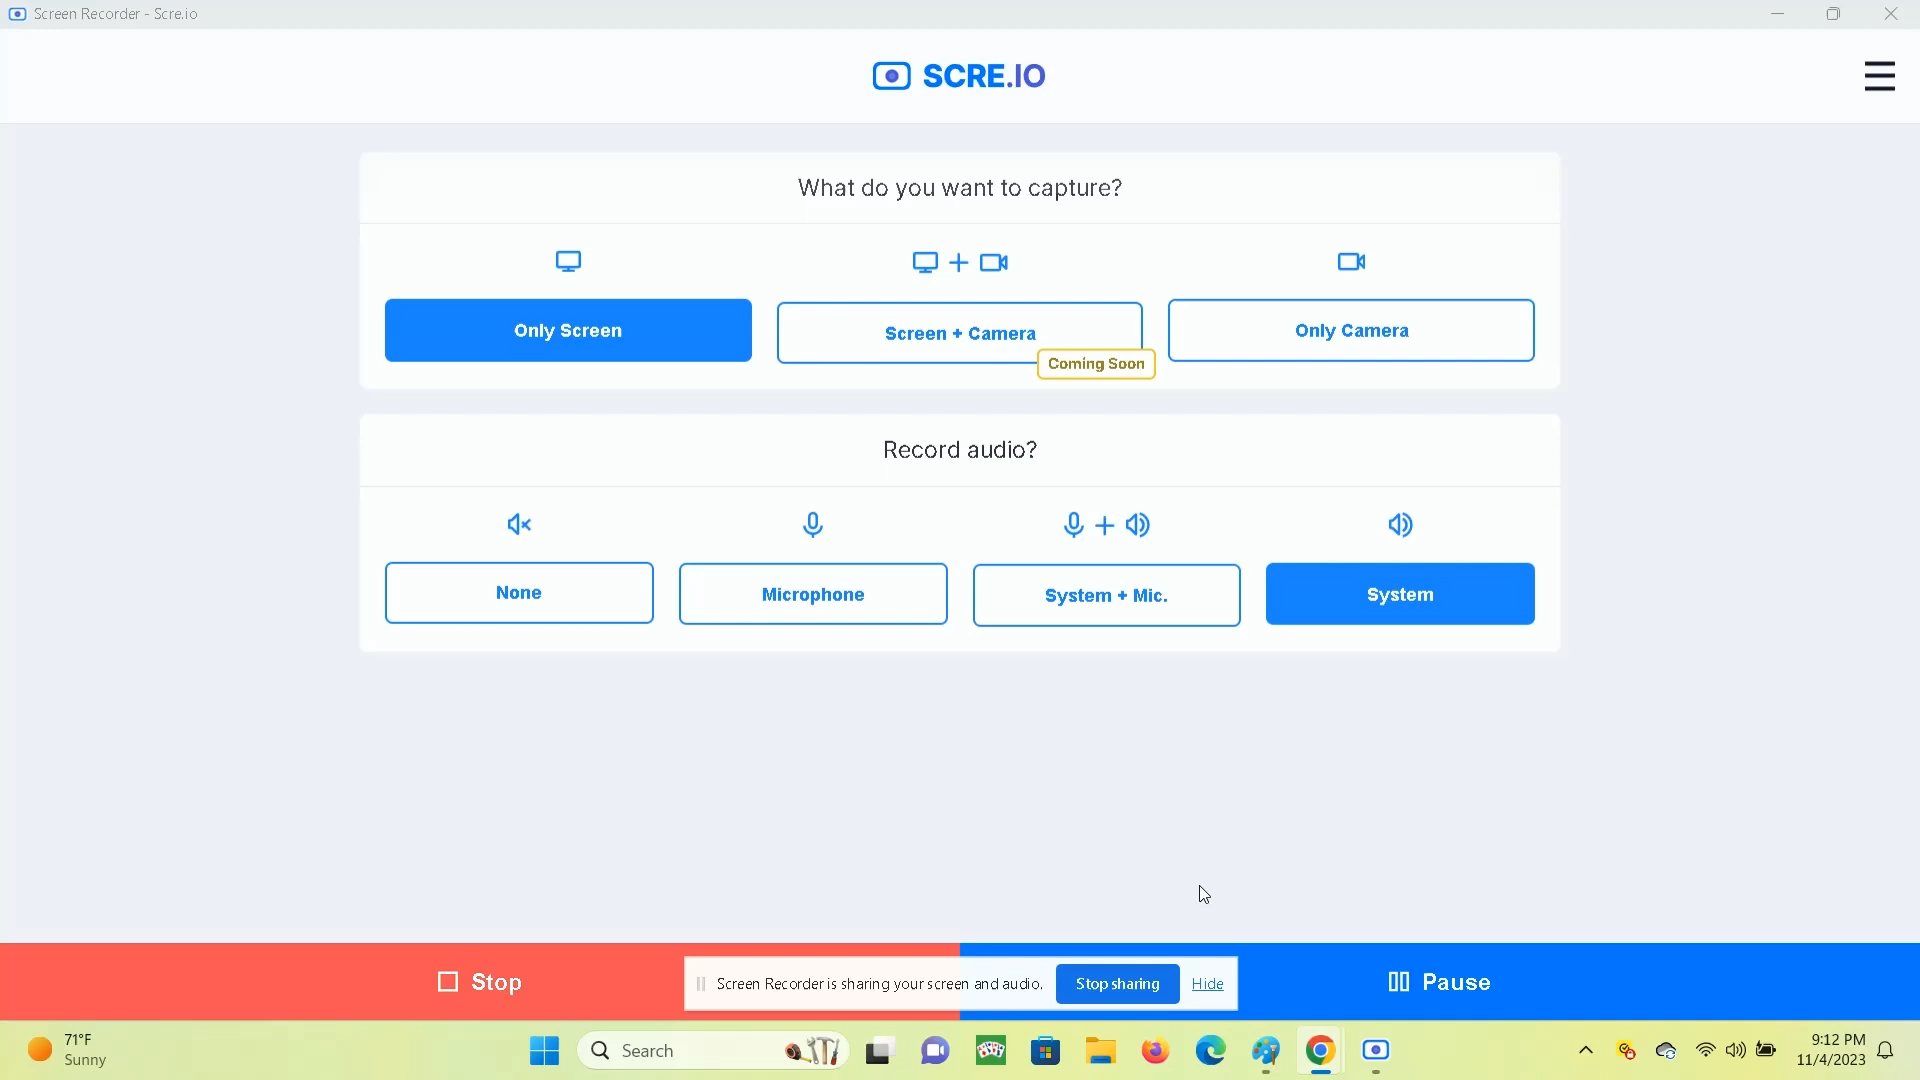 Screen Recorder - Scre.io
SCRE.IO
What do you want to capture?
Only Screen
Screen + Camera
Coming Soon
Only Camera
Record audio?
None
Microphone
System + Mic.
System
Stop
Screen Recorder is sharing your screen and audio.
Stop sharing
Hide
Pause
71°F
Sunny
Search
9:12 PM
11/4/2023